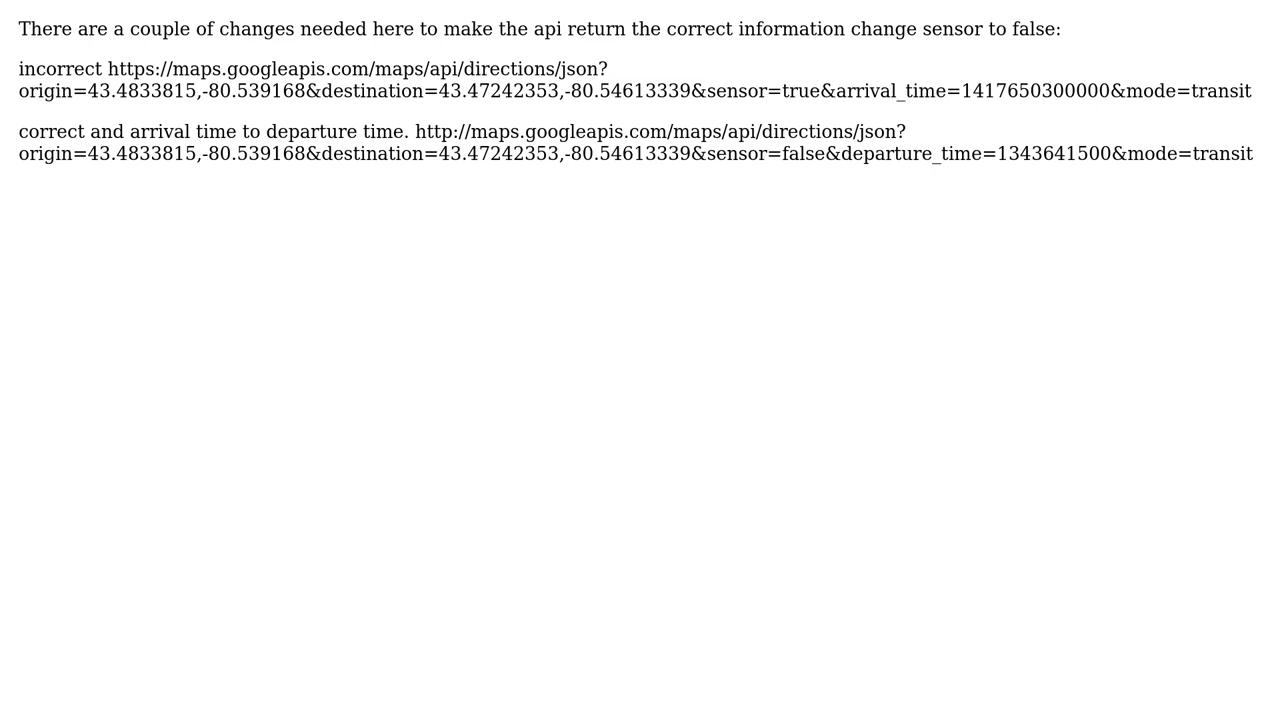 There are a couple of changes needed here to make the api return the correct information change sensor to false:
incorrect https://maps.googleapis.com/maps/api/directions/json?
origin=43.4833815,-80.539168&destination=43.47242353,-80.54613339&sensor=true&arrival_time=1417650300000&mode=transit
correct and arrival time to departure time. http://maps.googleapis.com/maps/api/directions/json?
origin=43.4833815,-80.539168&destination=43.47242353,-80.54613339&sensor=false&departure_time=1343641500&mode=transit